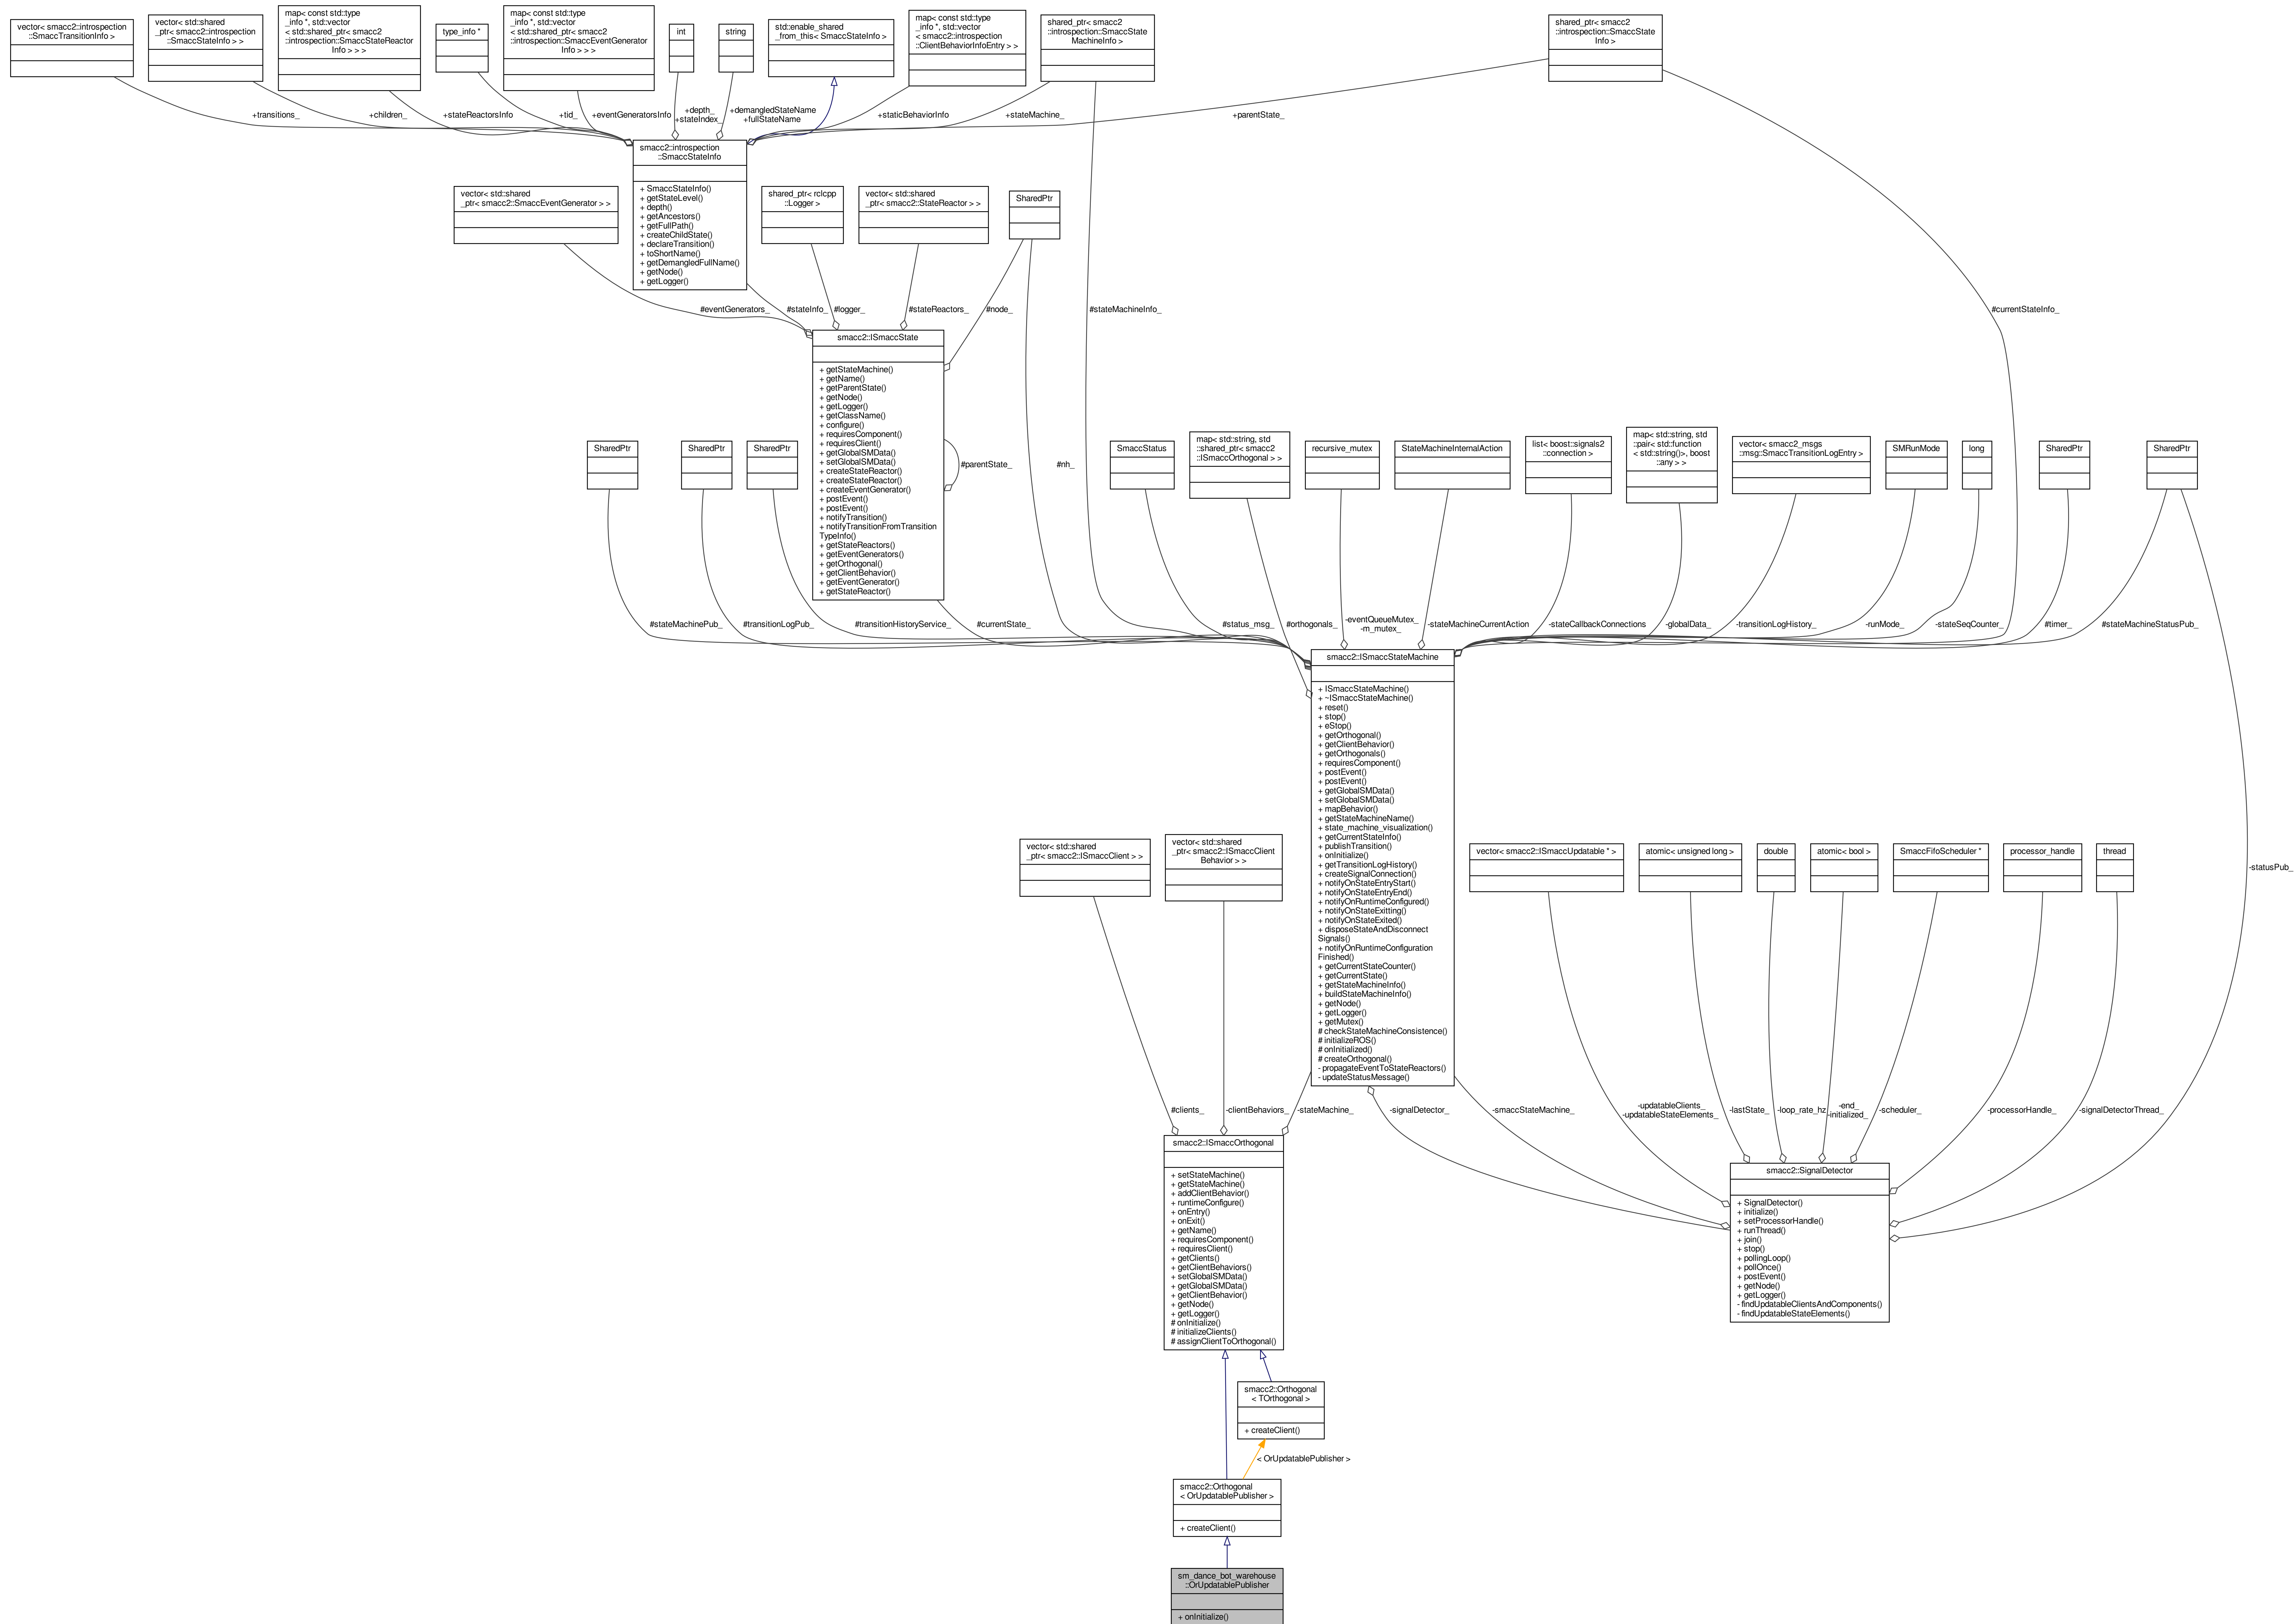 vector< smacc2::introspection
::SmaccTransitionInfo >
vector< std::shared
_ptr< smacc2::introspection
::SmaccStateInfo > >
map< const std::type
_info *, std::vector
< std::shared_ptr< smacc2
::introspection::SmaccStateReactor
Info > > >
type_info *
map< const std::type
_info *, std::vector
< std::shared_ptr< smacc2
::introspection::SmaccEventGenerator
Info > > >
int
string
std::enable_shared
_from_this< SmaccStateInfo >
map< const std::type
_info *, std::vector
< smacc2::introspection
::ClientBehaviorInfoEntry > >
shared_ptr< smacc2
::introspection::SmaccState
MachineInfo >
shared_ptr< smacc2
::introspection::SmaccState
Info >
+transitions_
+children_
+stateReactorsInfo
+tid_
+eventGeneratorsInfo
+depth_
+stateIndex_
+demangledStateName
+fullStateName
+staticBehaviorInfo
+stateMachine_
+parentState_
smacc2::introspection
::SmaccStateInfo
+ SmaccStateInfo()
+ getStateLevel()
+ depth()
+ getAncestors()
+ getFullPath()
+ createChildState()
+ declareTransition()
+ toShortName()
+ getDemangledFullName()
+ getNode()
+ getLogger()
vector< std::shared
_ptr< smacc2::SmaccEventGenerator > >
shared_ptr< rclcpp
::Logger >
vector< std::shared
_ptr< smacc2::StateReactor > >
SharedPtr
#eventGenerators_
#stateInfo_
#logger_
#stateReactors_
#node_
#stateMachineInfo_
#currentStateInfo_
smacc2::ISmaccState
+ getStateMachine()
+ getName()
+ getParentState()
+ getNode()
+ getLogger()
+ getClassName()
+ configure()
+ requiresComponent()
+ requiresClient()
+ getGlobalSMData()
+ setGlobalSMData()
+ createStateReactor()
+ createStateReactor()
+ createEventGenerator()
+ postEvent()
+ postEvent()
+ notifyTransition()
+ notifyTransitionFromTransition
TypeInfo()
+ getStateReactors()
+ getEventGenerators()
+ getOrthogonal()
+ getClientBehavior()
+ getEventGenerator()
+ getStateReactor()
#parentState_
#nh_
SharedPtr
SharedPtr
SharedPtr
SmaccStatus
map< std::string, std
::shared_ptr< smacc2
::ISmaccOrthogonal > >
recursive_mutex
StateMachineInternalAction
list< boost::signals2
::connection >
map< std::string, std
::pair< std::function
< std::string()>, boost
::any > >
vector< smacc2_msgs
::msg::SmaccTransitionLogEntry >
SMRunMode
long
SharedPtr
SharedPtr
#stateMachinePub_
#transitionLogPub_
#transitionHistoryService_
#currentState_
#status_msg_
#orthogonals_
-eventQueueMutex_
-m_mutex_
-stateMachineCurrentAction
-stateCallbackConnections
-globalData_
-transitionLogHistory_
-runMode_
-stateSeqCounter_
#timer_
#stateMachineStatusPub_
smacc2::ISmaccStateMachine
+ ISmaccStateMachine()
+ ~ISmaccStateMachine()
+ reset()
+ stop()
+ eStop()
+ getOrthogonal()
+ getClientBehavior()
+ getOrthogonals()
+ requiresComponent()
+ postEvent()
+ postEvent()
+ getGlobalSMData()
+ setGlobalSMData()
+ mapBehavior()
+ getStateMachineName()
+ state_machine_visualization()
+ getCurrentStateInfo()
+ publishTransition()
+ onInitialize()
+ getTransitionLogHistory()
+ createSignalConnection()
+ notifyOnStateEntryStart()
+ notifyOnStateEntryEnd()
+ notifyOnRuntimeConfigured()
+ notifyOnStateExitting()
+ notifyOnStateExited()
+ disposeStateAndDisconnect
Signals()
+ notifyOnRuntimeConfiguration
Finished()
+ getCurrentStateCounter()
+ getCurrentState()
+ getStateMachineInfo()
+ buildStateMachineInfo()
+ getNode()
+ getLogger()
+ getMutex()
# checkStateMachineConsistence()
# initializeROS()
# onInitialized()
# createOrthogonal()
- propagateEventToStateReactors()
- updateStatusMessage()
vector< std::shared
_ptr< smacc2::ISmaccClient > >
vector< std::shared
_ptr< smacc2::ISmaccClient
Behavior > >
vector< smacc2::ISmaccUpdatable * >
atomic< unsigned long >
double
atomic< bool >
SmaccFifoScheduler *
processor_handle
thread
-statusPub_
#clients_
-clientBehaviors_
-stateMachine_
-signalDetector_
-smaccStateMachine_
-updatableClients_
-updatableStateElements_
-lastState_
-loop_rate_hz
-end_
-initialized_
-scheduler_
-processorHandle_
-signalDetectorThread_
smacc2::ISmaccOrthogonal
+ setStateMachine()
+ getStateMachine()
+ addClientBehavior()
+ runtimeConfigure()
+ onEntry()
+ onExit()
+ getName()
+ requiresComponent()
+ requiresClient()
+ getClients()
+ getClientBehaviors()
+ setGlobalSMData()
+ getGlobalSMData()
+ getClientBehavior()
+ getNode()
+ getLogger()
# onInitialize()
# initializeClients()
# assignClientToOrthogonal()
smacc2::SignalDetector
+ SignalDetector()
+ initialize()
+ setProcessorHandle()
+ runThread()
+ join()
+ stop()
+ pollingLoop()
+ pollOnce()
+ postEvent()
+ getNode()
+ getLogger()
- findUpdatableClientsAndComponents()
- findUpdatableStateElements()
smacc2::Orthogonal
< TOrthogonal >
+ createClient()
< OrUpdatablePublisher >
smacc2::Orthogonal
< OrUpdatablePublisher >
+ createClient()
sm_dance_bot_warehouse
::OrUpdatablePublisher
+ onInitialize()